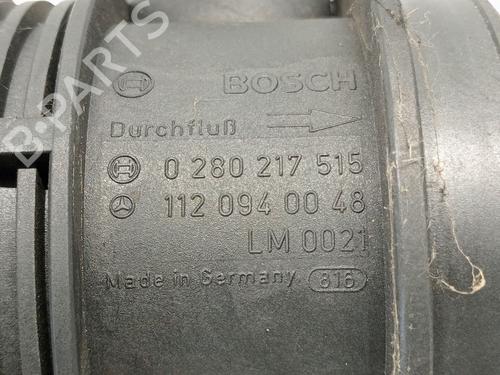 B-PARTS
BOSCH
Durchfluß
0 280 217 515
112 094 00 48
LM 0021
Made in Germany 816